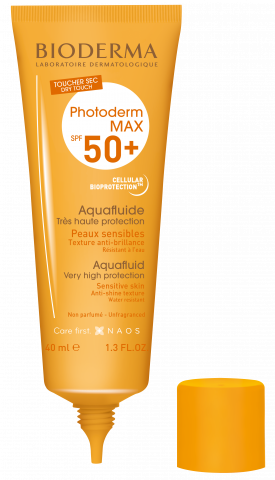 BIODERMA
LABORATOIRE DERMATOLOGIQUE
TOUCHER SEC
DRY TOUCH
Photoderm
MAX
SPF 50+
CELLULAR
BIOPROTECTION™
Aquafluide
Très haute protection
Peaux sensibles
Texture anti-brillance
Résistant à l'eau
Aquafluid
Very high protection
Sensitive skin
Anti-shine texture
Water resistant
Non parfumé - Unfragranced
Care first. NAOS
40 ml e 1.3 FL.OZ